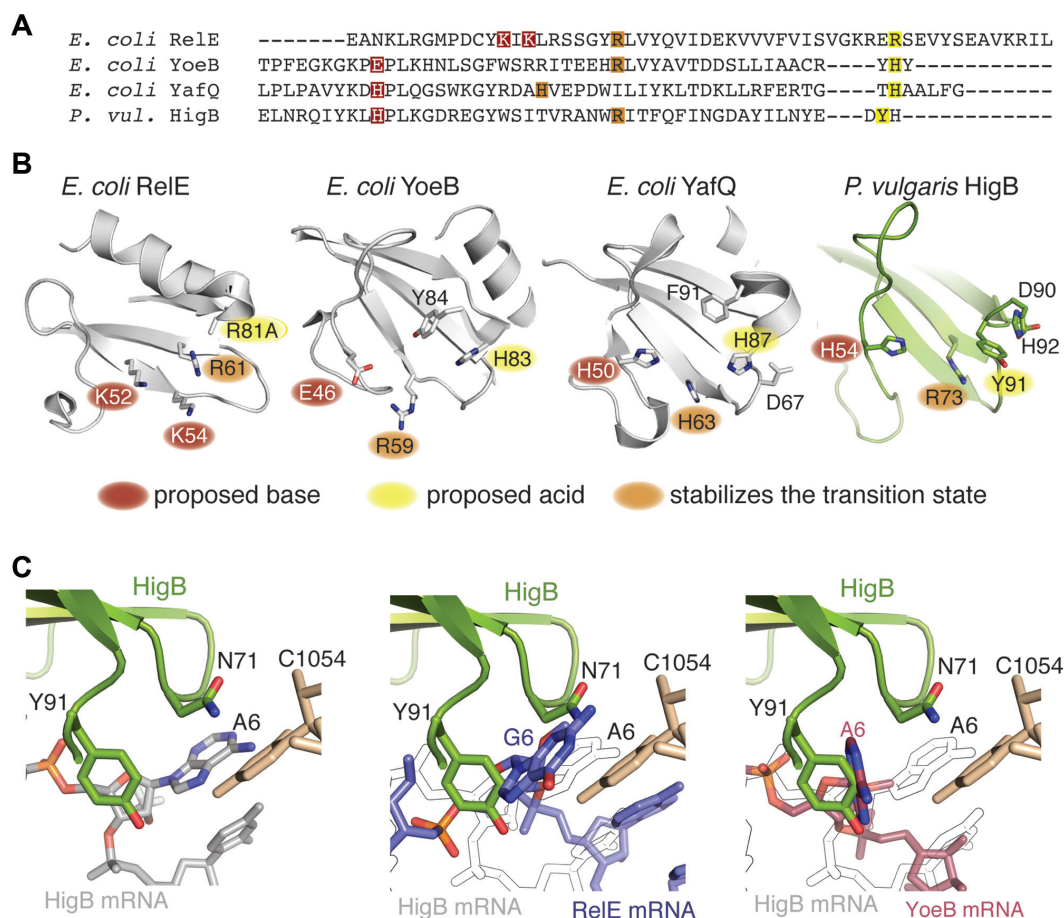 A
E. coli RelE -------EANKLRGMPDCYKIKLRSSGYRLVYQVIDEKVVVFVISVGKRERSEVYSEAVKRIL
E. coli YoeB TPFEGKGKPEPLKHNLSGFWSRRITEEHRLVYAVTDDSLLIAACR----YHY-----------
E. coli YafQ LPLPAVYKDHPLQGSWKGYRDAHVEPDWILIYKLTDKLLRFERTG----THAALFG-------
P. vul. HigB ELNRQIYKLHPLKGDREGYWSITVRANWRITFQFINGDAYILNYE---DYH------------
B
E. coli RelE
E. coli YoeB
E. coli YafQ
P. vulgaris HigB
R81A
R61
K52
K54
Y84
H83
E46
R59
F91
H87
H50
D67
H63
D90
H92
H54
Y91
R73
proposed base
proposed acid
stabilizes the transition state
C
HigB
N71
C1054
Y91
A6
HigB mRNA
HigB
N71
C1054
Y91
G6
A6
HigB mRNA
RelE mRNA
HigB
N71
C1054
Y91
A6
A6
HigB mRNA
YoeB mRNA